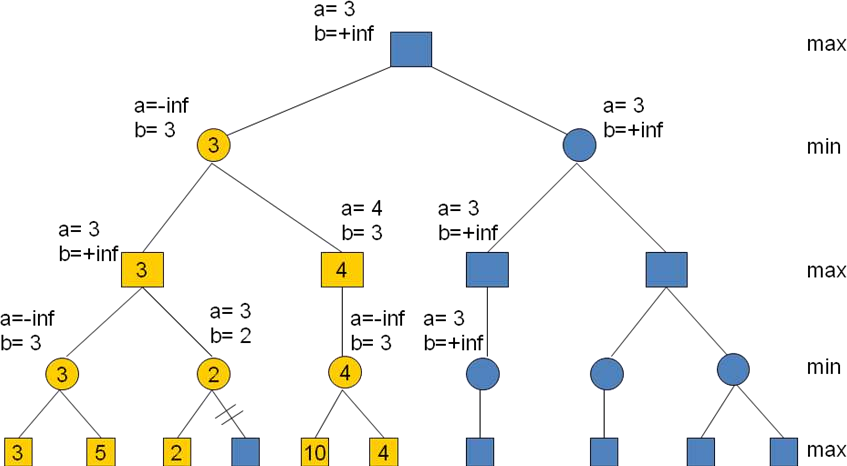 a= 3
b=+inf
max
a=-inf
b= 3
a= 3
b=+inf
3
min
a= 3
b=+inf
a= 4
b= 3
a= 3
b=+inf
3
4
max
a=-inf
b= 3
a= 3
b= 2
a=-inf
b= 3
a= 3
b=+inf
3
2
4
min
3
5
2
10
4
max